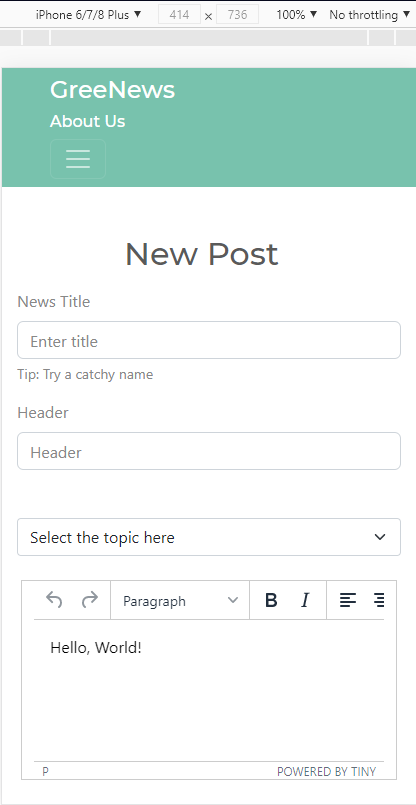 iPhone 6/7/8 Plus ▼ 414 × 736 100% ▼ No throttling ▼
GreeNews
About Us
New Post
News Title
Enter title
Tip: Try a catchy name
Header
Header
Select the topic here
Paragraph B I
Hello, World!
P POWERED BY TINY